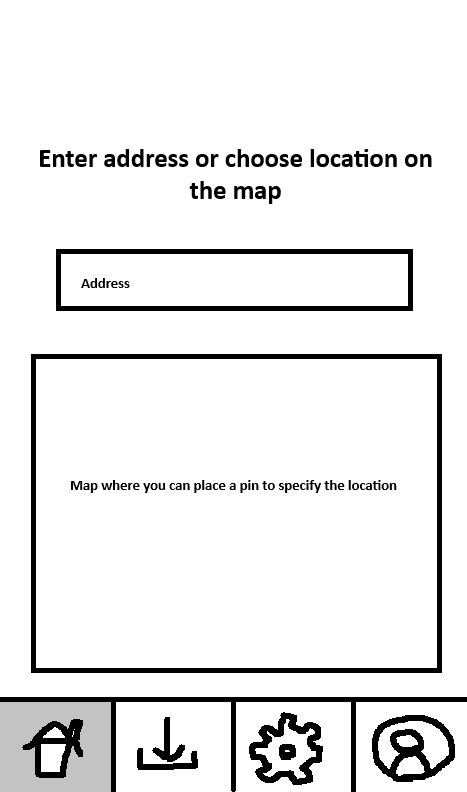 Enter address or choose location on
the map
Address
Map where you can place a pin to specify the location